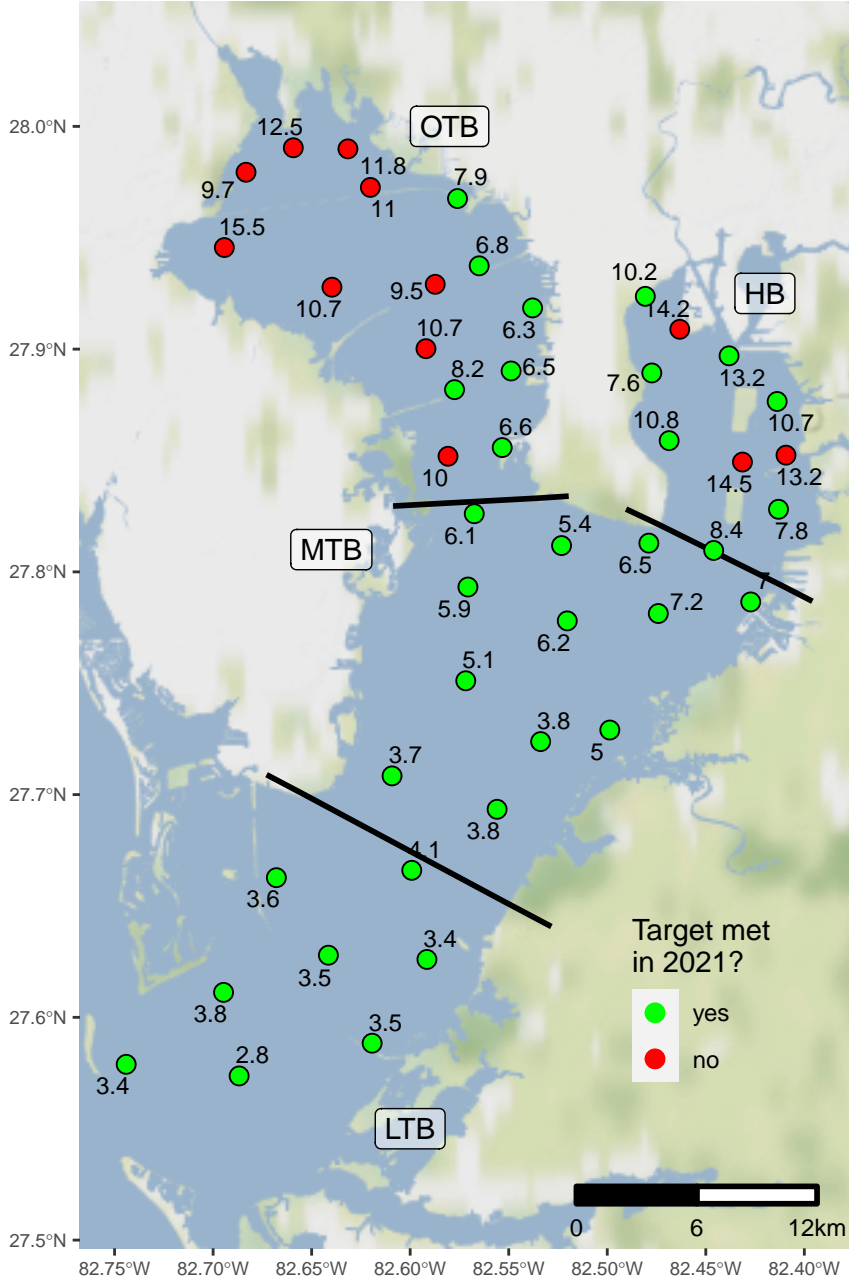 28.0°N
27.9°N
27.8°N
27.7°N
27.6°N
27.5°N
OTB
12.5
11.8
9.7
11
7.9
15.5
6.8
10.7
9.5
6.3
10.2
HB
14.2
10.7
8.2
6.5
13.2
7.6
10.7
6.6
10.8
10
14.5
13.2
MTB
6.1
5.4
6.5
8.4
7.8
5.9
7
7.2
6.2
5.1
3.8
5
3.7
3.8
4.1
3.6
3.4
3.5
3.8
3.5
3.4
2.8
LTB
Target met
in 2021?
yes
no
0 6 12km
82.75°W 82.70°W 82.65°W 82.60°W 82.55°W 82.50°W 82.45°W 82.40°W